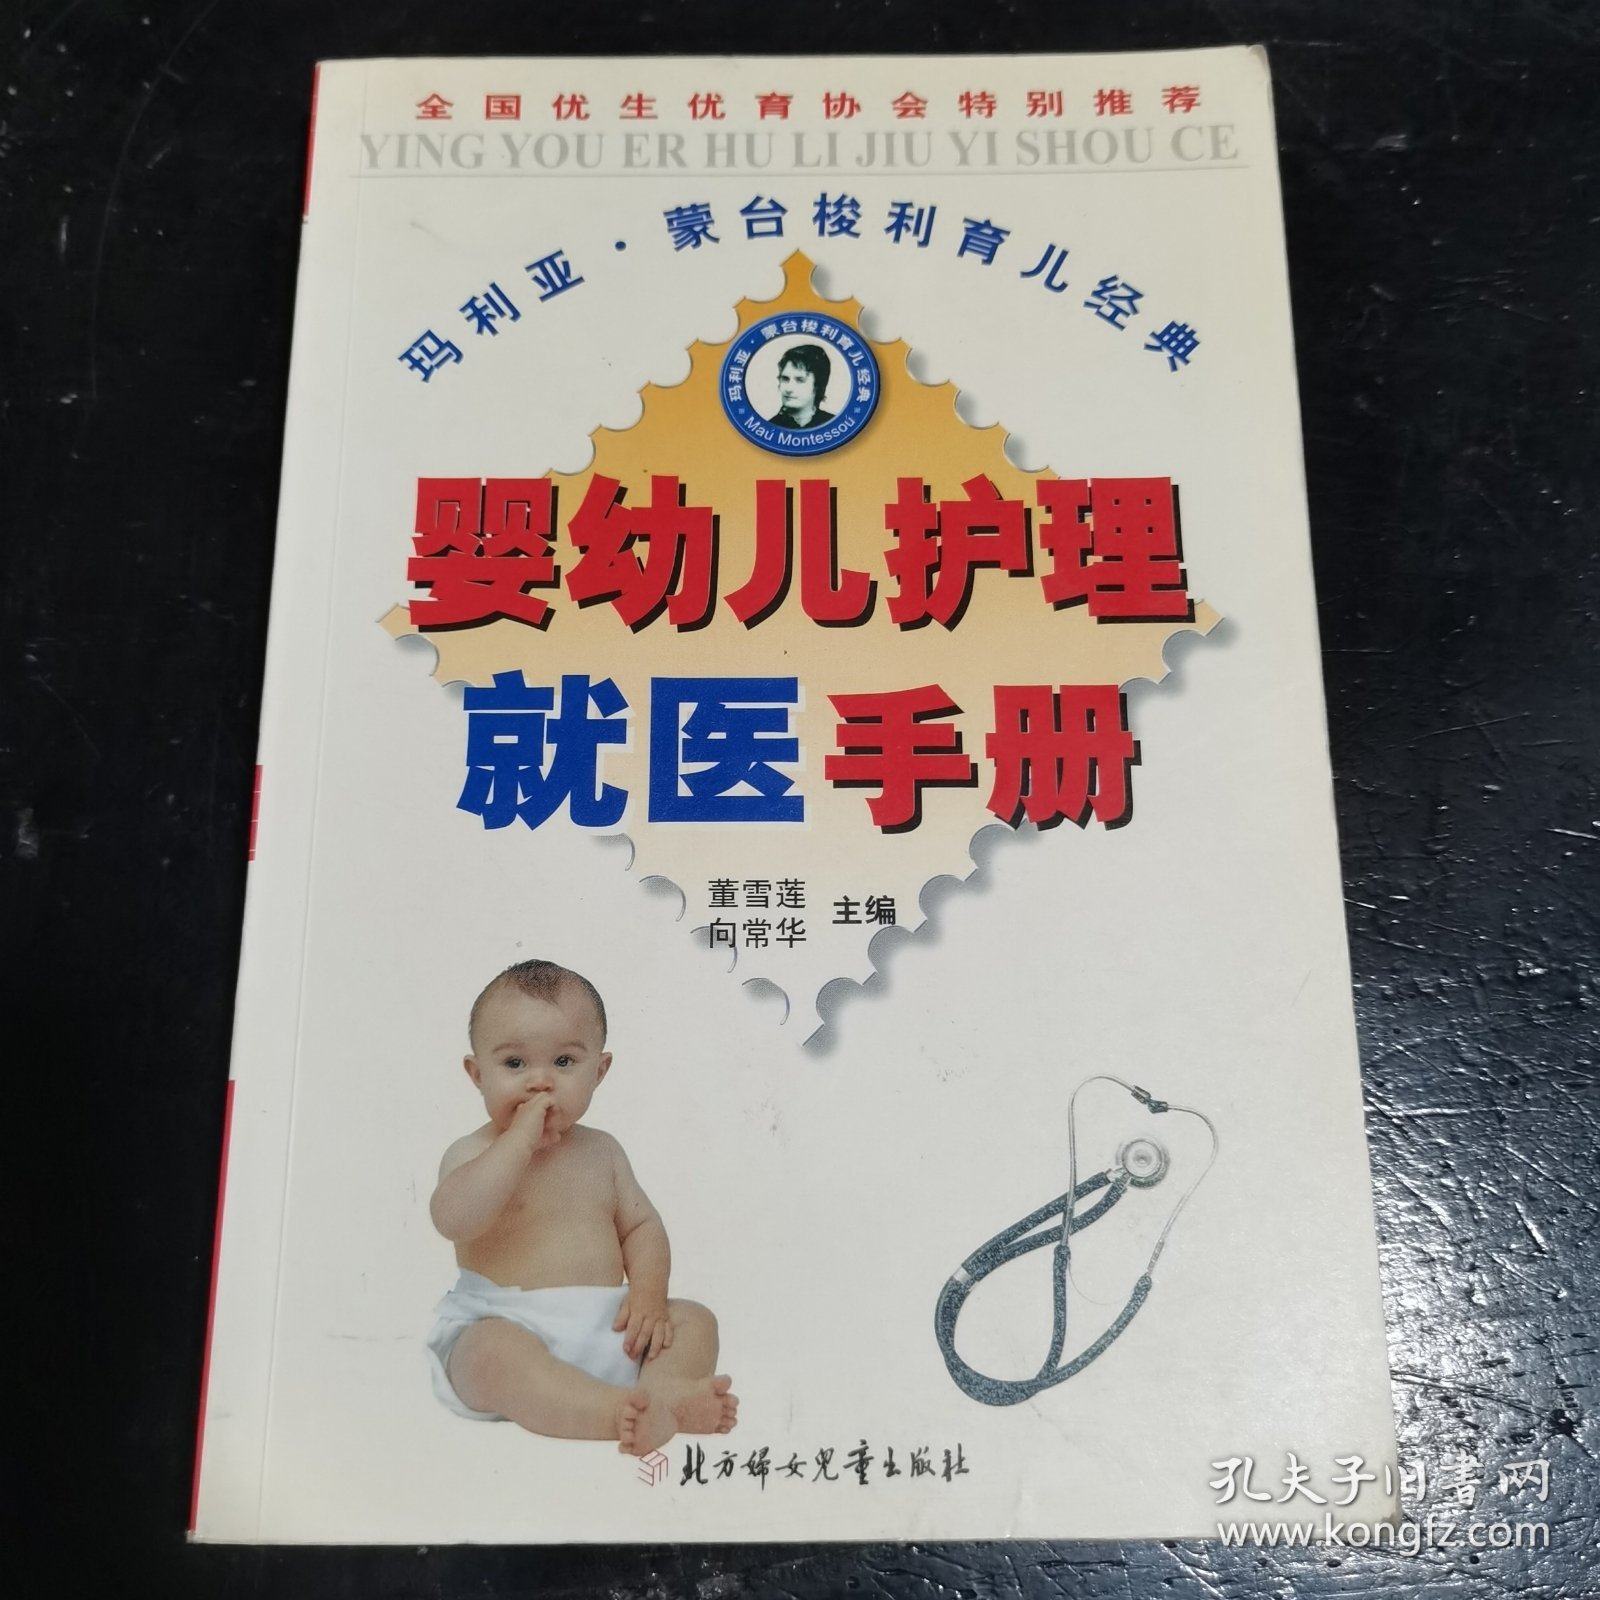 全国优生优育协会特别推荐
YING YOU ER HU LI JIU YI SHOU CE
玛利亚·蒙台梭利育儿经典
玛利亚·蒙台梭利育儿经典
Maú Montessoú
婴幼儿护理
就医手册
董雪莲
向常华
主编
北方婦女児童出版社
孔夫子旧书网
www.kongfz.com